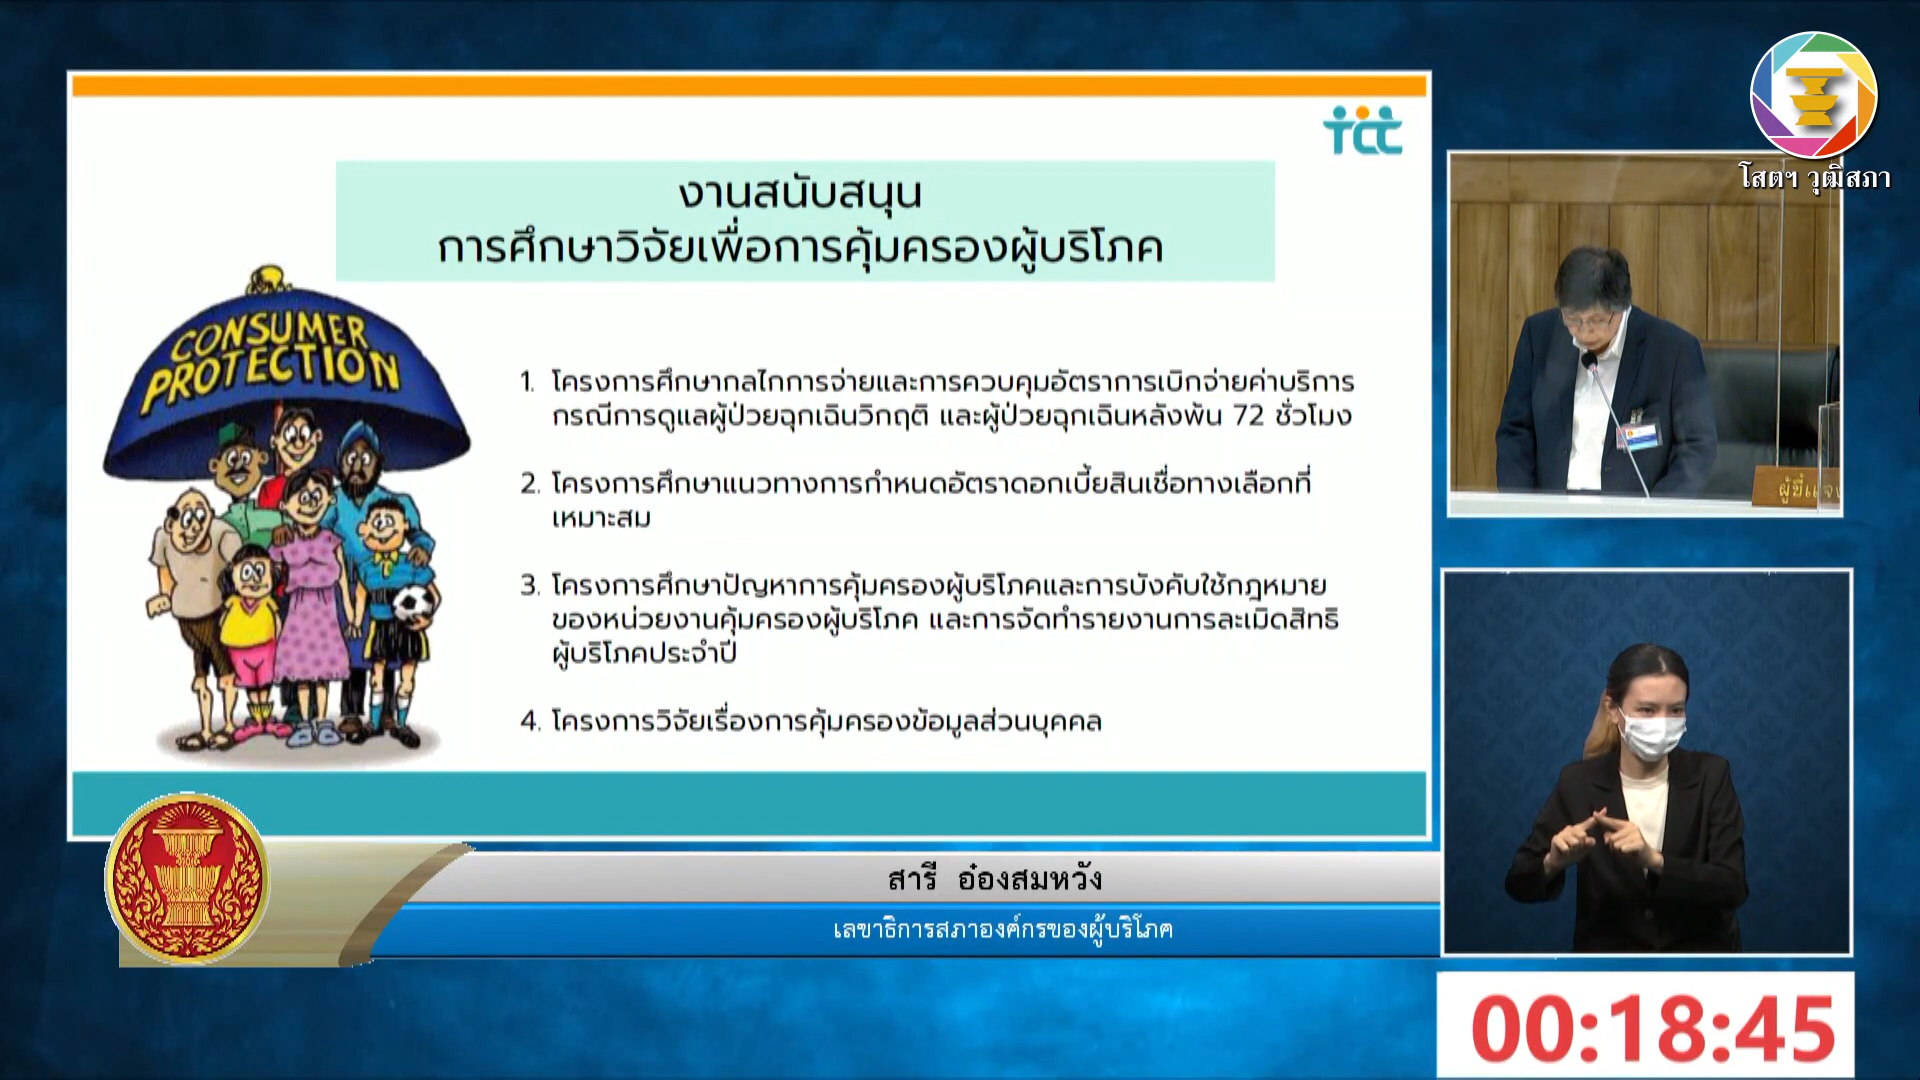 tcc
โสตฯ วุฒิสภา
งานสนับสนุน
การศึกษาวิจัยเพื่อการคุ้มครองผู้บริโภค
CONSUMER
PROTECTION
1. โครงการศึกษากลไกการจ่ายและการควบคุมอัตราการเบิกจ่ายค่าบริการ
กรณีการดูแลผู้ป่วยฉุกเฉินวิกฤติ และผู้ป่วยฉุกเฉินหลังพ้น 72 ชั่วโมง
2. โครงการศึกษาแนวทางการกำหนดอัตราดอกเบี้ยสินเชื่อทางเลือกที่
เหมาะสม
3. โครงการศึกษาปัญหาการคุ้มครองผู้บริโภคและการบังคับใช้กฎหมาย
ของหน่วยงานคุ้มครองผู้บริโภค และการจัดทำรายงานการละเมิดสิทธิ
ผู้บริโภคประจำปี
4. โครงการวิจัยเรื่องการคุ้มครองข้อมูลส่วนบุคคล
ผู้ชี้แจง
สารี อ๋องสมหวัง
เลขาธิการสภาองค์กรของผู้บริโภค
00:18:45